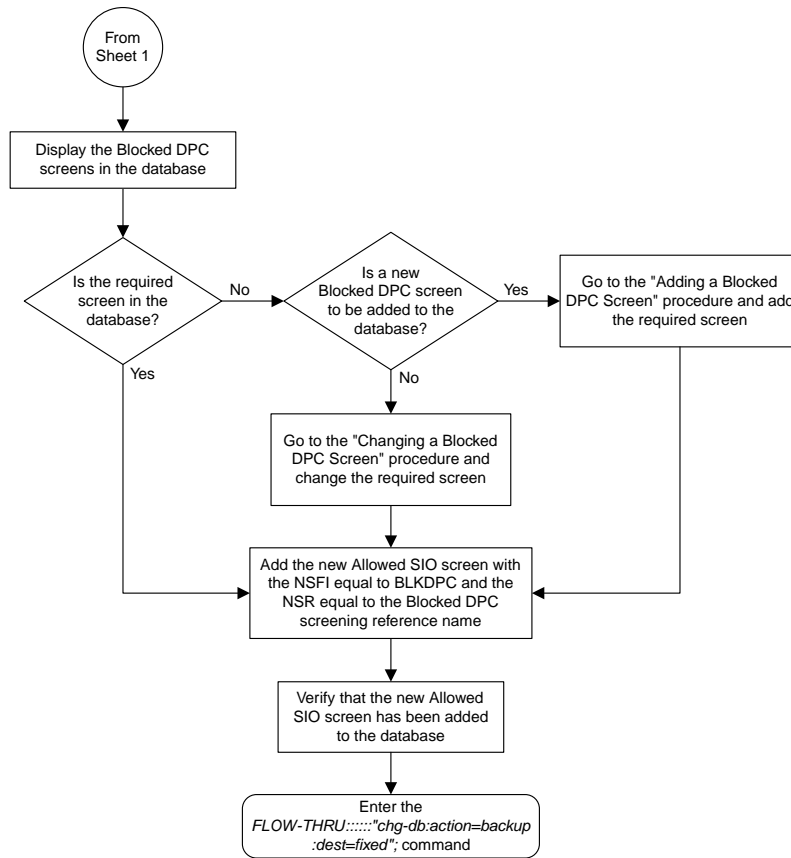 From
Sheet 1
Display the Blocked DPC
screens in the database
Is the required
screen in the
database?
No
Yes
Is a new
Blocked DPC screen
to be added to the
database?
Yes
No
Go to the "Adding a Blocked
DPC Screen" procedure and add
the required screen
Go to the "Changing a Blocked
DPC Screen" procedure and
change the required screen
Add the new Allowed SIO screen with
the NSFI equal to BLKDPC and the
NSR equal to the Blocked DPC
screening reference name
Verify that the new Allowed
SIO screen has been added
to the database
Enter the
FLOW-THRU::::::"chg-db:action=backup
:dest=fixed"; command